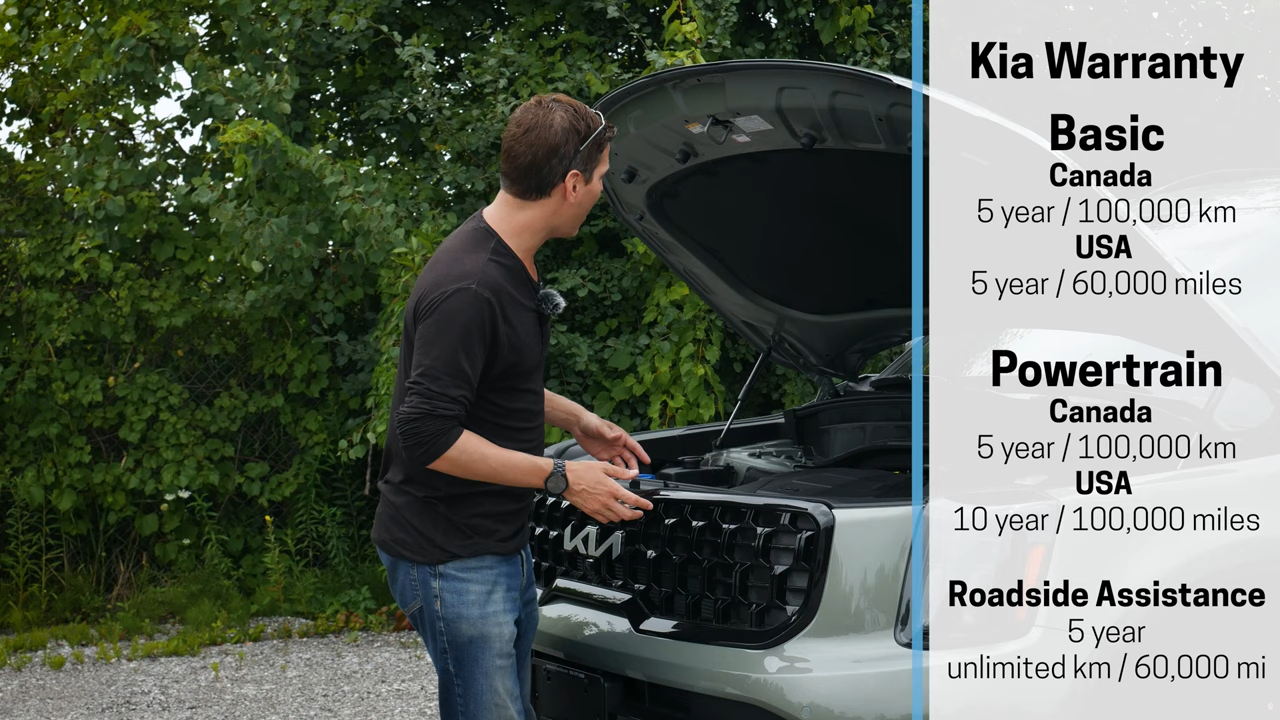 Kia Warranty
Basic
Canada
5 year / 100,000 km
USA
5 year / 60,000 miles
Powertrain
Canada
5 year / 100,000 km
USA
10 year / 100,000 miles
Roadside Assistance
5 year
unlimited km / 60,000 mi
KIA